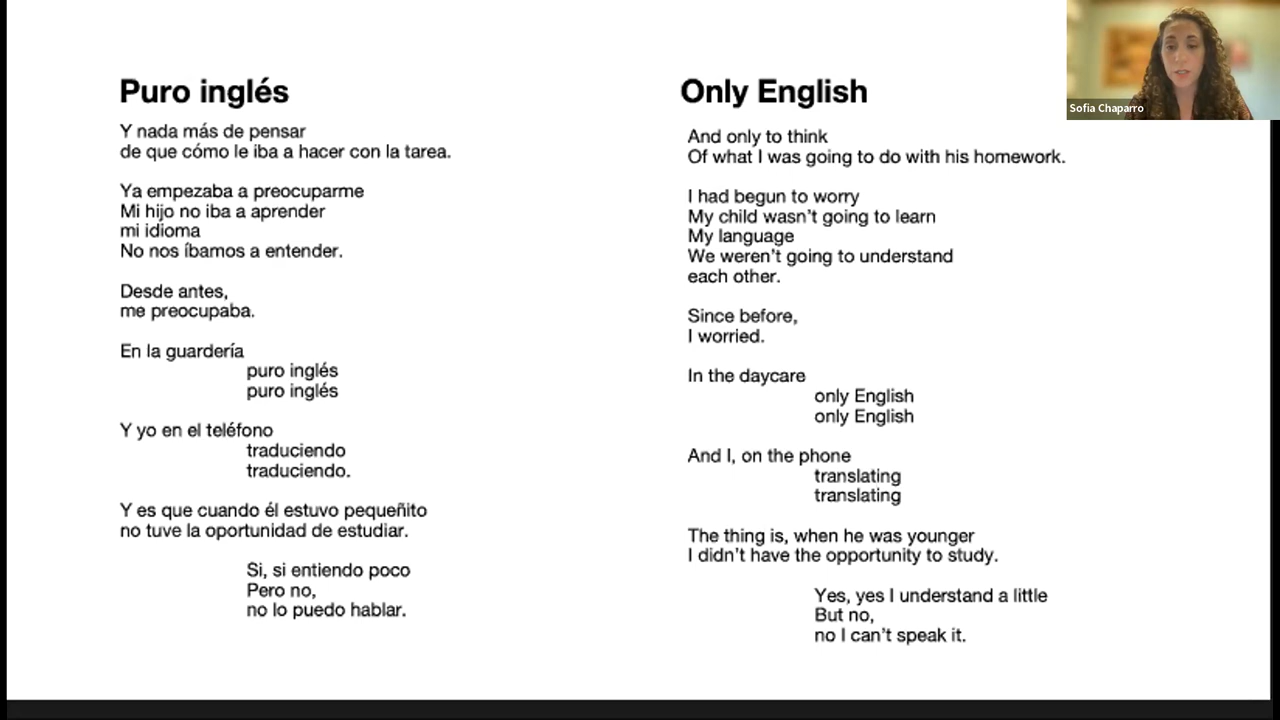 Puro inglés
Y nada más de pensar
de que cómo le iba a hacer con la tarea.
Ya empezaba a preocuparme
Mi hijo no iba a aprender
mi idioma
No nos íbamos a entender.
Desde antes,
me preocupaba.
En la guardería
puro inglés
puro inglés
Y yo en el teléfono
traduciendo
traduciendo.
Y es que cuando él estuvo pequeñito
no tuve la oportunidad de estudiar.
Si, si entiendo poco
Pero no,
no lo puedo hablar.
Only English
And only to think
Of what I was going to do with his homework.
I had begun to worry
My child wasn't going to learn
My language
We weren't going to understand
each other.
Since before,
I worried.
In the daycare
only English
only English
And I, on the phone
translating
translating
The thing is, when he was younger
I didn't have the opportunity to study.
Yes, yes I understand a little
But no,
no I can't speak it.
Sofia Chaparro